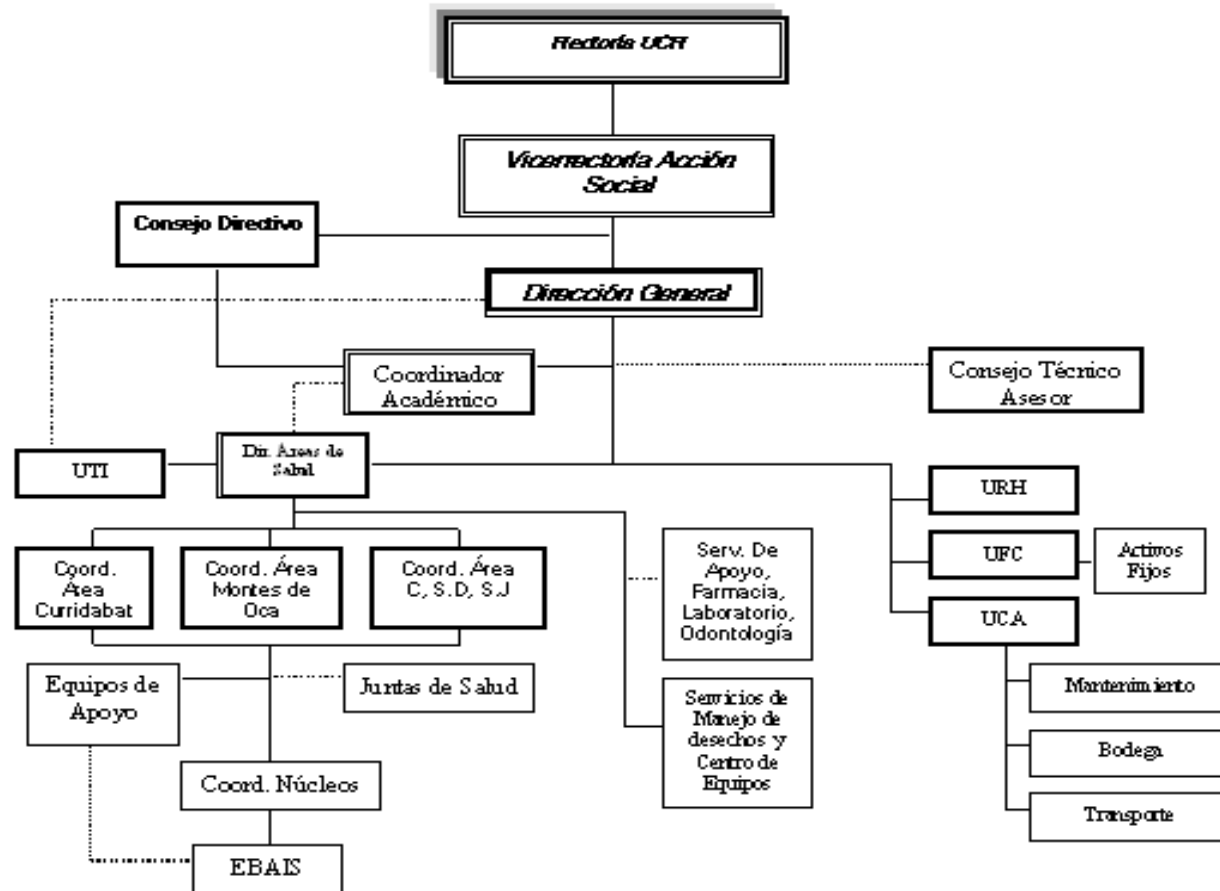 Rectoría UCR
Vicerrectoría Acción
Social
Consejo Directivo
Dirección General
Coordinador
Académico
Consejo Técnico
Asesor
UTI
Dir. Areas de
Salud
URH
UFC
Activos
Fijos
UCA
Coord.
Área
Curridabat
Coord. Área
Montes de
Oca
Coord. Área
C, S.D, S.J
Serv. De
Apoyo,
Farmacia,
Laboratorio,
Odontología
Equipos de
Apoyo
Juntas de Salud
Servicios de
Manejo de
desechos y
Centro de
Equipos
Mantenimiento
Bodega
Transporte
Coord. Núcleos
EBAIS